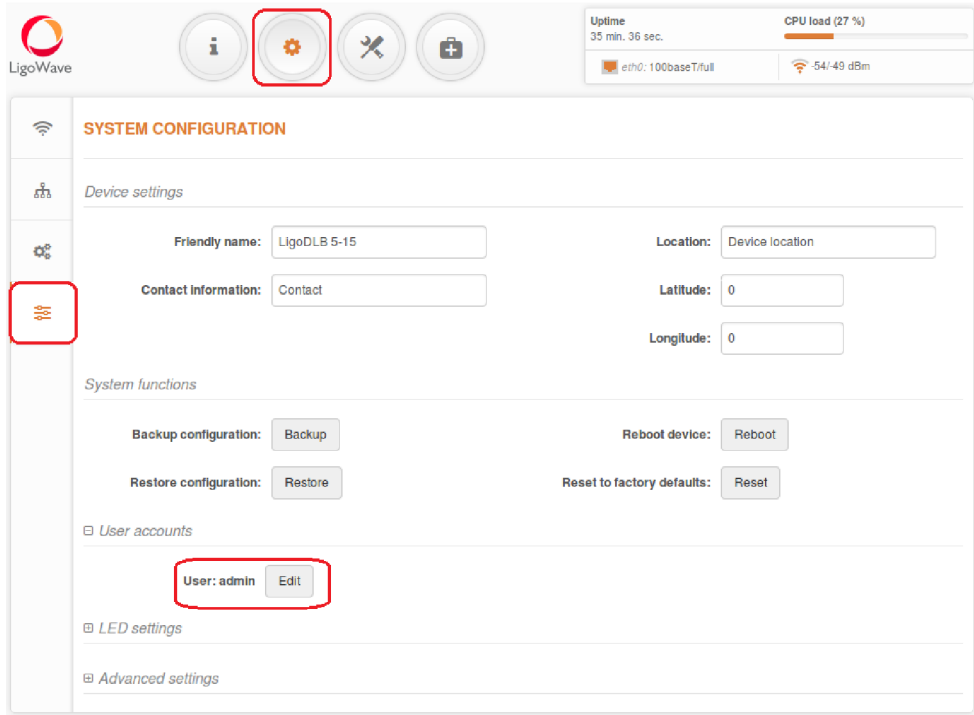 LigoWave
Uptime
35 min. 36 sec.
CPU load (27 %)
eth0: 100baseT/full
-54/-49 dBm
SYSTEM CONFIGURATION
Device settings
Friendly name: LigoDLB 5-15
Location: Device location
Contact information: Contact
Latitude: 0
Longitude: 0
System functions
Backup configuration: Backup
Reboot device: Reboot
Restore configuration: Restore
Reset to factory defaults: Reset
User accounts
User: admin Edit
LED settings
Advanced settings